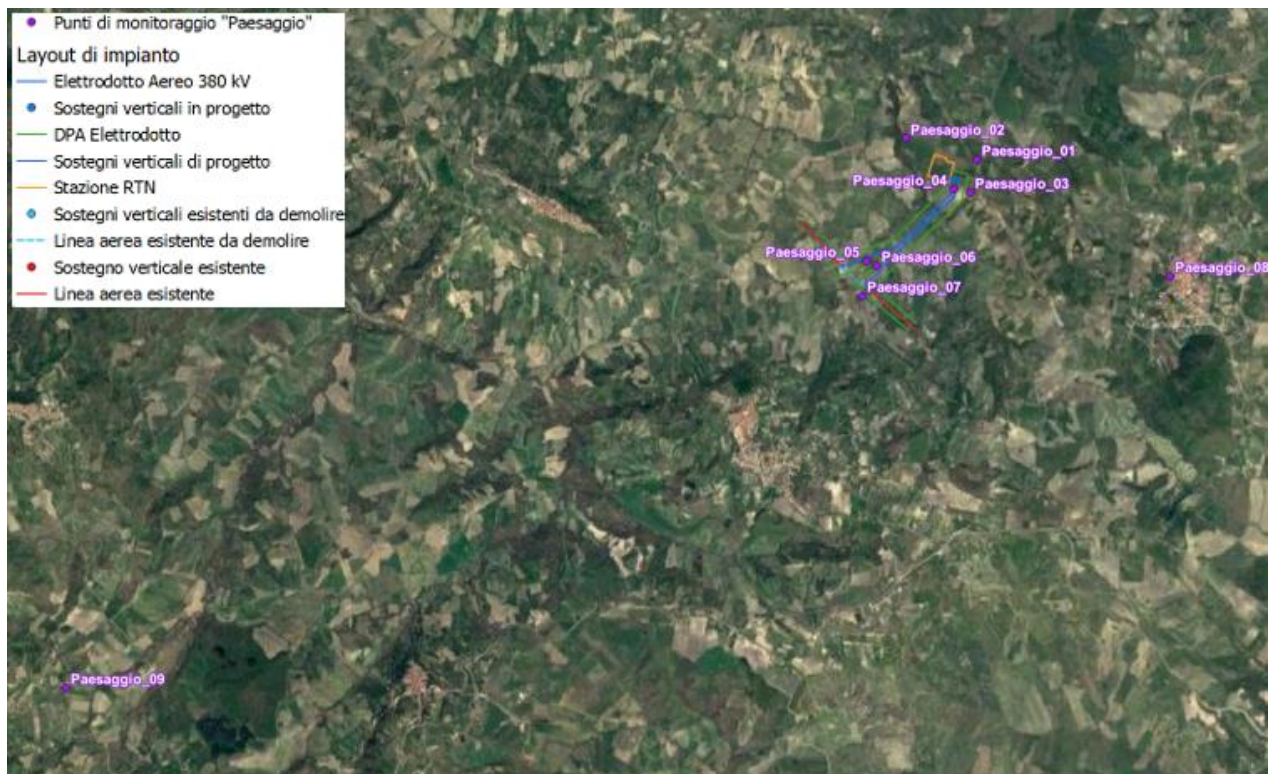 Punti di monitoraggio "Paesaggio"
Layout di impianto
Elettrodotto Aereo 380 kV
Sostegni verticali in progetto
DPA Elettrodotto
Sostegni verticali di progetto
Stazione RTN
Sostegni verticali esistenti da demolire
Linea aerea esistente da demolire
Sostegno verticale esistente
Linea aerea esistente
Paesaggio_02
Paesaggio_01
Paesaggio_04
Paesaggio_03
Paesaggio_05
Paesaggio_06
Paesaggio_08
Paesaggio_07
Paesaggio_09